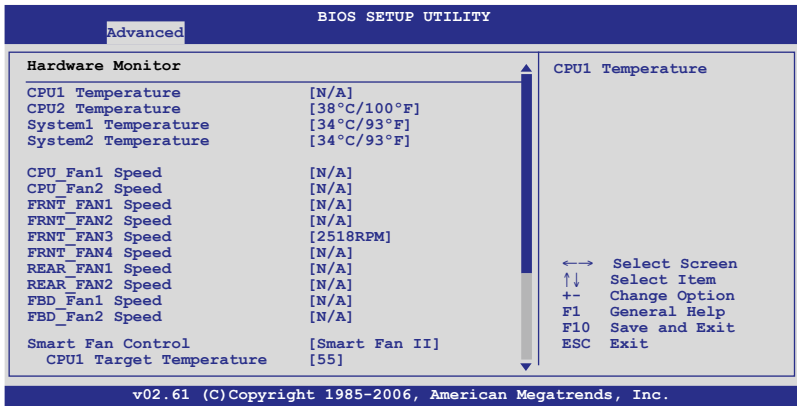 BIOS SETUP UTILITY
Advanced
Hardware Monitor
CPU1 Temperature [N/A]
CPU2 Temperature [38°C/100°F]
System1 Temperature [34°C/93°F]
System2 Temperature [34°C/93°F]
CPU_Fan1 Speed [N/A]
CPU_Fan2 Speed [N/A]
FRNT_FAN1 Speed [N/A]
FRNT_FAN2 Speed [N/A]
FRNT_FAN3 Speed [2518RPM]
FRNT_FAN4 Speed [N/A]
REAR_FAN1 Speed [N/A]
REAR_FAN2 Speed [N/A]
FBD_Fan1 Speed [N/A]
FBD_Fan2 Speed [N/A]
Smart Fan Control [Smart Fan II]
CPU1 Target Temperature [55]
CPU1 Temperature
←→ Select Screen
↑↓ Select Item
+- Change Option
F1 General Help
F10 Save and Exit
ESC Exit
v02.61 (C)Copyright 1985-2006, American Megatrends, Inc.